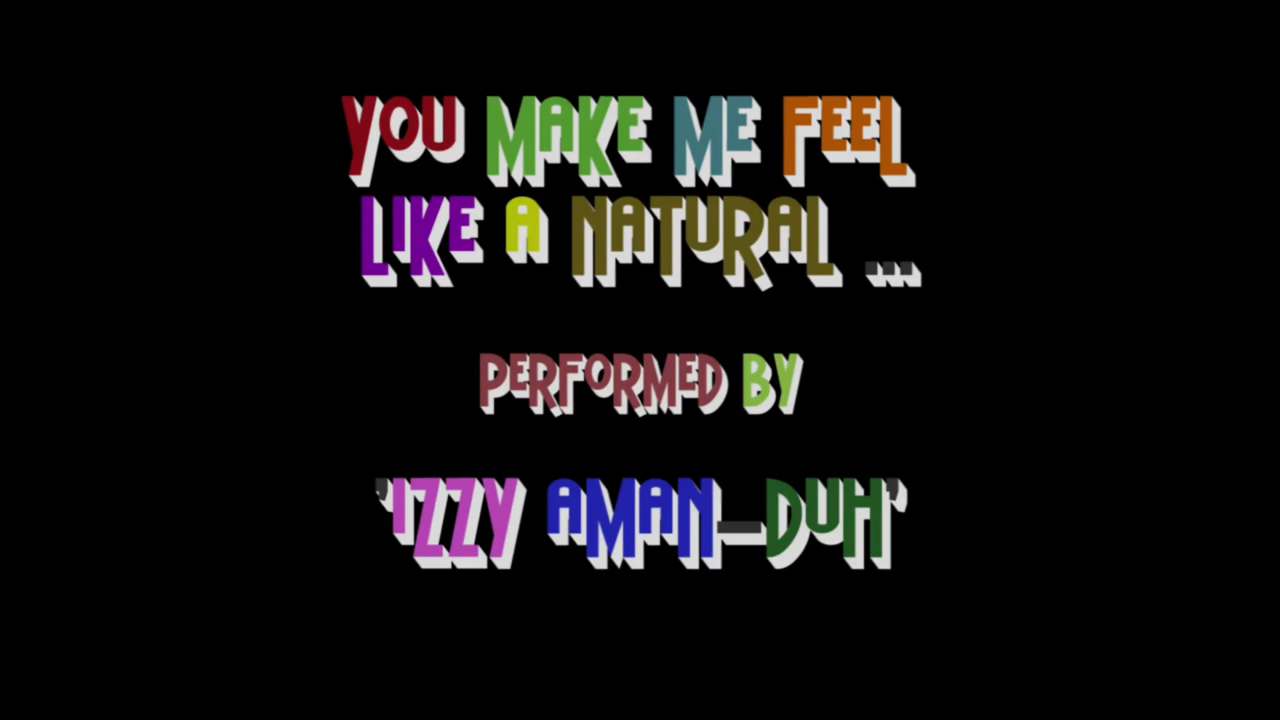 YOU MAKE ME FEEL
LIKE A NATURAL ...
PERFORMED BY
'IZZY AMAN-DUH'